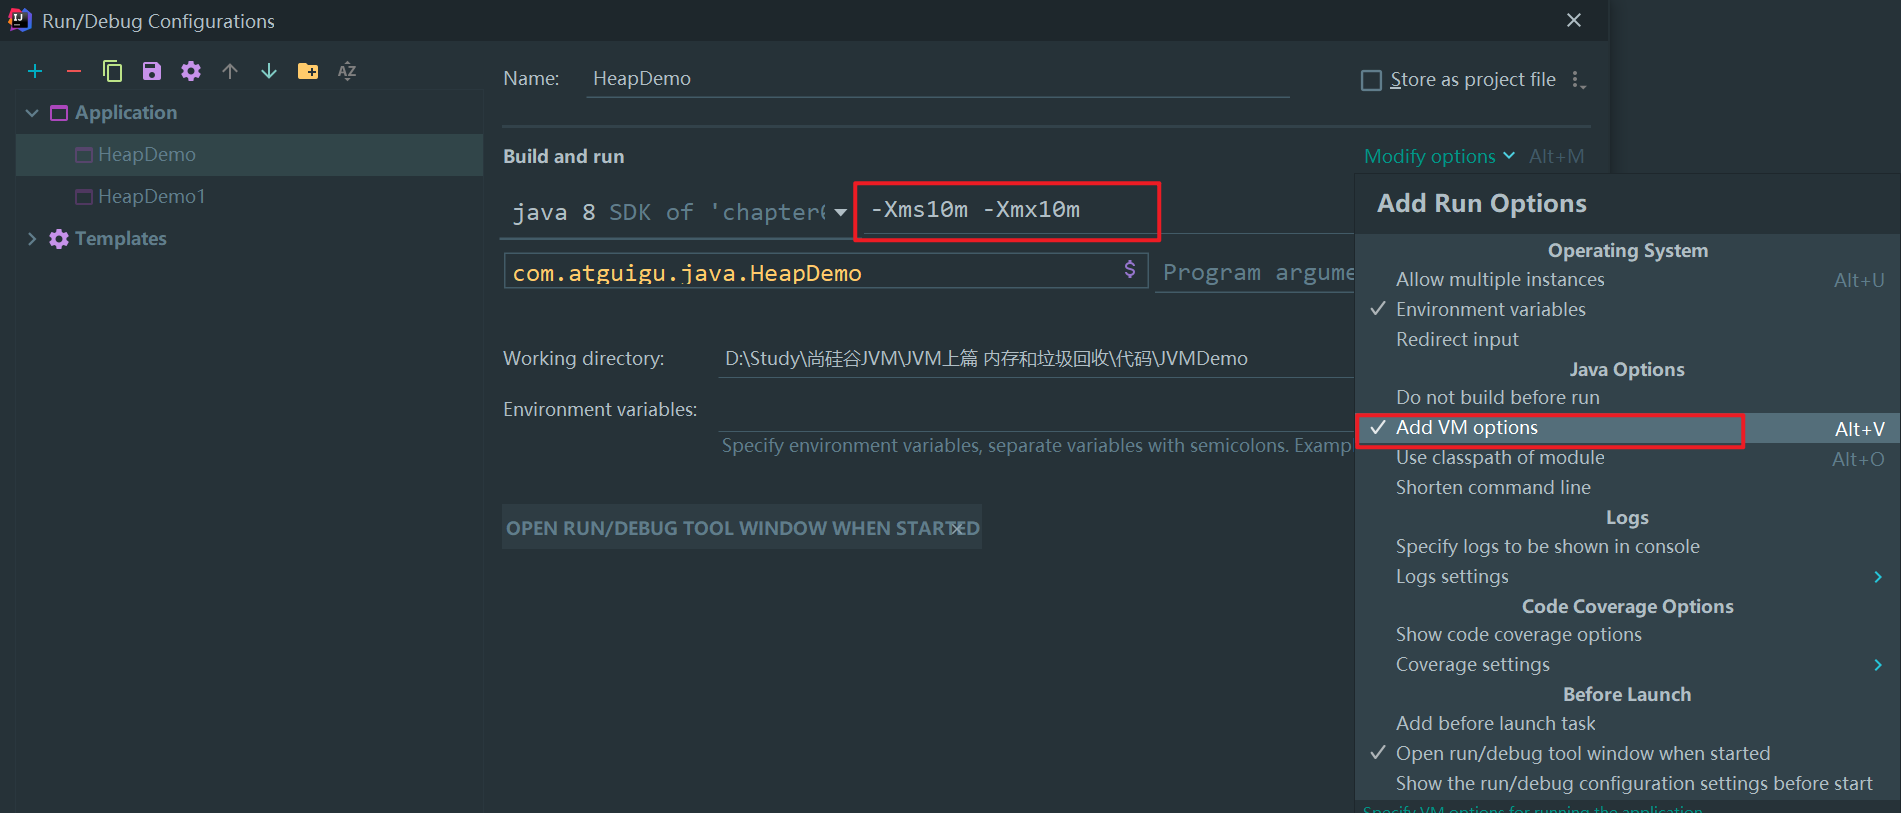 Run/Debug Configurations
Name: HeapDemo
Store as project file
Application
HeapDemo
HeapDemo1
Templates
Build and run
Modify options Alt+M
java 8 SDK of 'chapter -Xms10m -Xmx10m
com.atguigu.java.HeapDemo $ Program argume
Working directory: D:\Study\尚硅谷JVM\JVM上篇 内存和垃圾回收\代码\JVMDemo
Environment variables:
Specify environment variables, separate variables with semicolons. Examp
OPEN RUN/DEBUG TOOL WINDOW WHEN STARTED
Add Run Options
Operating System
Allow multiple instances Alt+U
Environment variables
Redirect input
Java Options
Do not build before run
Add VM options Alt+V
Use classpath of module Alt+O
Shorten command line
Logs
Specify logs to be shown in console
Logs settings
Code Coverage Options
Show code coverage options
Coverage settings
Before Launch
Add before launch task
Open run/debug tool window when started
Show the run/debug configuration settings before start
Specify VM options for running the application